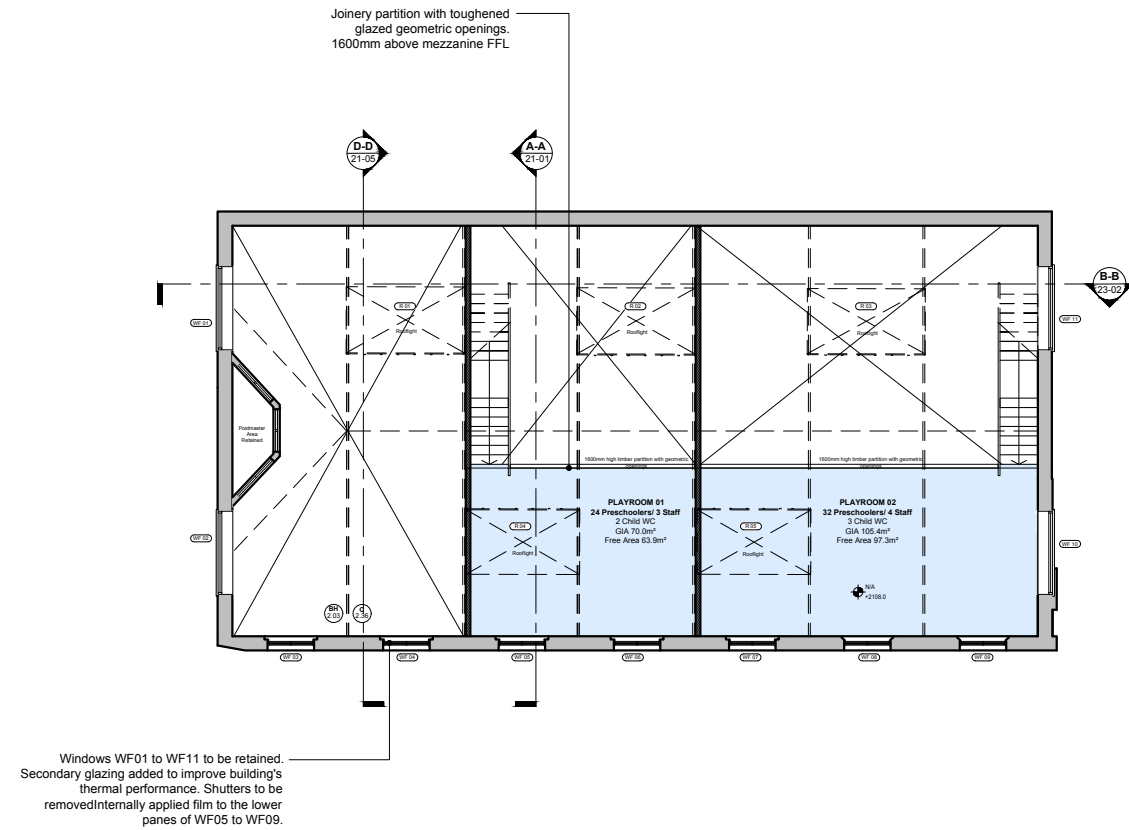 Joinery partition with toughened
glazed geometric openings.
1600mm above mezzanine FFL
D-D
21-05
A-A
21-01
B-B
E23-02
WF 01
R 01
Rooflight
R 02
Rooflight
R 03
Rooflight
WF 11
Postmaster
Area
Retained
1600mm high timber partition with geometric
openings
1600mm high timber partition with geometric
openings
PLAYROOM 01
24 Preschoolers/ 3 Staff
2 Child WC
GIA 70.0m²
Free Area 63.9m²
PLAYROOM 02
32 Preschoolers/ 4 Staff
3 Child WC
GIA 105.4m²
Free Area 97.3m²
R 04
Rooflight
R 05
Rooflight
WF 02
WF 10
N/A
+2108.0
BH
2.03
C
2.36
WF 03
WF 04
WF 05
WF 06
WF 07
WF 08
WF 09
Windows WF01 to WF11 to be retained.
Secondary glazing added to improve building's
thermal performance. Shutters to be
removedInternally applied film to the lower
panes of WF05 to WF09.